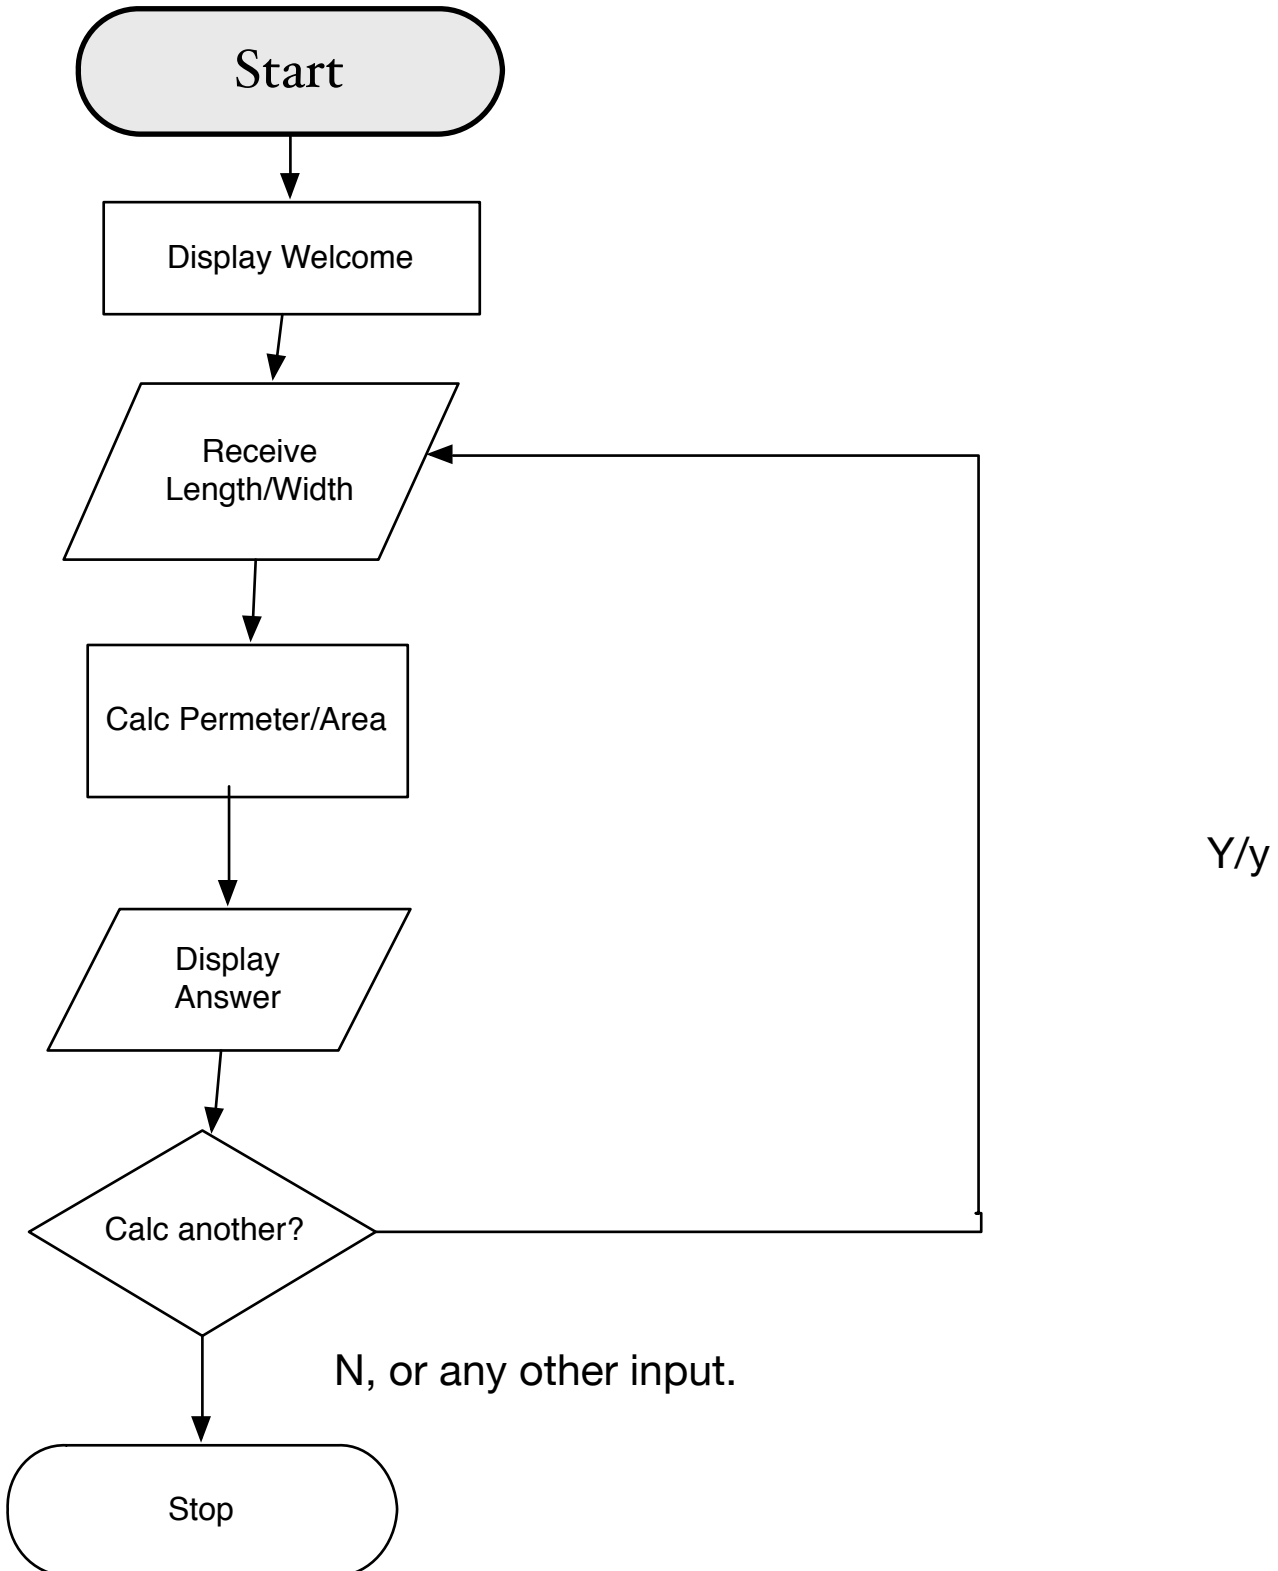 Start
Display Welcome
Receive
Length/Width
Calc Permeter/Area
Y/y
Display
Answer
Calc another?
N, or any other input.
Stop